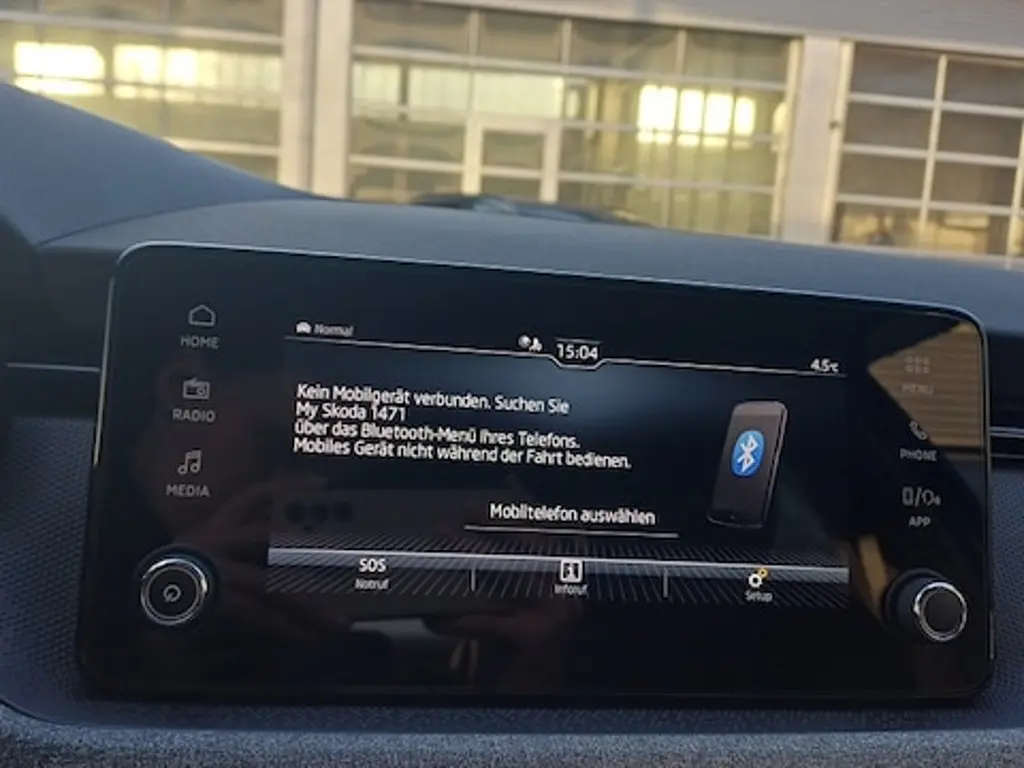 HOME
RADIO
MEDIA
Normal
15:04
4.5°C
Kein Mobilgerät verbunden. Suchen Sie
My Skoda 1471
über das Bluetooth-Menü Ihres Telefons.
Mobiles Gerät nicht während der Fahrt bedienen.
Mobiltelefon auswählen
SOS
Notruf
Inforuf
Setup
MENU
PHONE
APP